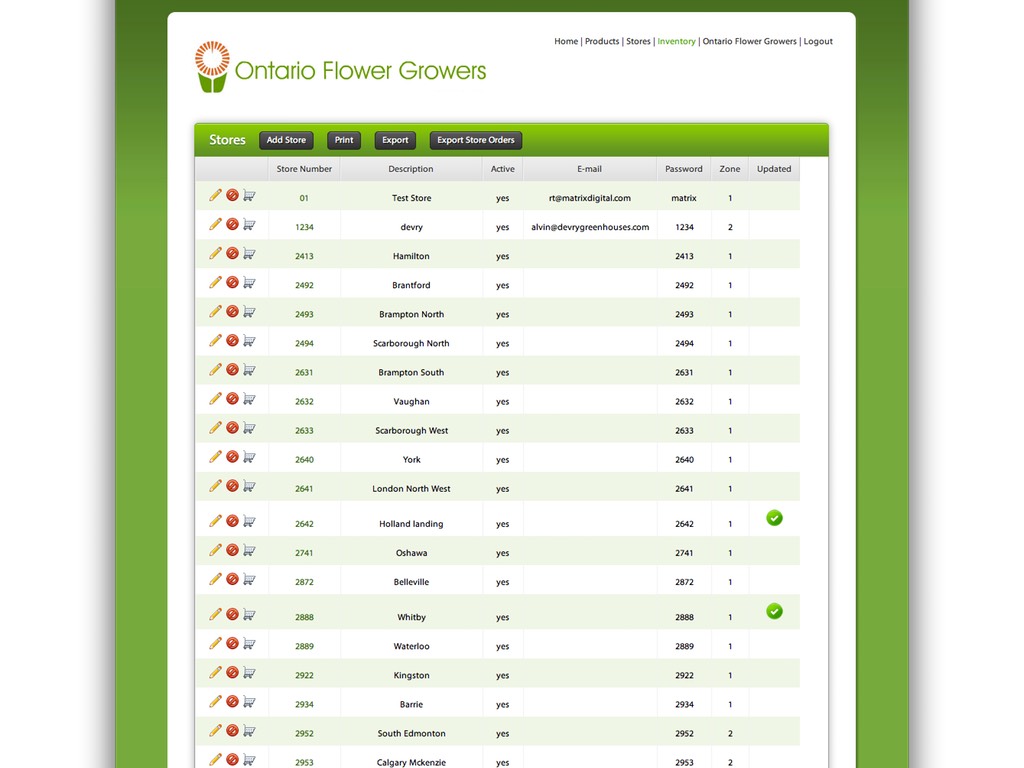 Home | Products | Stores | Inventory | Ontario Flower Growers | Logout
Ontario Flower Growers
Stores Add Store Print Export Export Store Orders
Store Number Description Active E-mail Password Zone Updated
01 Test Store yes rt@matrixdigital.com matrix 1
1234 devry yes alvin@devrygreenhouses.com 1234 2
2413 Hamilton yes 2413 1
2492 Brantford yes 2492 1
2493 Brampton North yes 2493 1
2494 Scarborough North yes 2494 1
2631 Brampton South yes 2631 1
2632 Vaughan yes 2632 1
2633 Scarborough West yes 2633 1
2640 York yes 2640 1
2641 London North West yes 2641 1
2642 Holland landing yes 2642 1
2741 Oshawa yes 2741 1
2872 Belleville yes 2872 1
2888 Whitby yes 2888 1
2889 Waterloo yes 2889 1
2922 Kingston yes 2922 1
2934 Barrie yes 2934 1
2952 South Edmonton yes 2952 2
2953 Calgary Mckenzie yes 2953 2